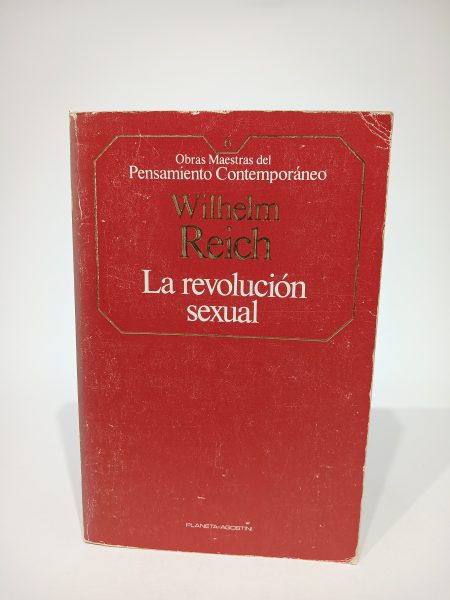 6
Obras Maestras del
Pensamiento Contemporáneo
Wilhelm
Reich
La revolución
sexual
PLANETA-AGOSTINI